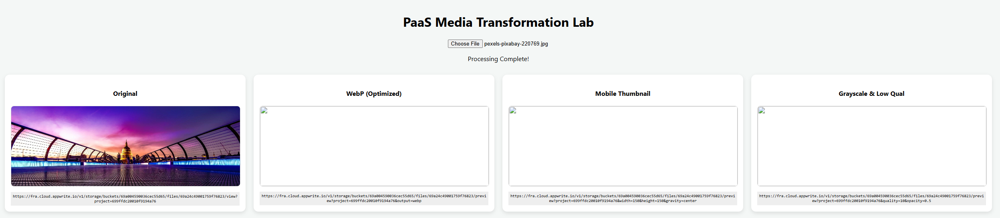 PaaS Media Transformation Lab
Choose File pexels-pixabay-220769.jpg
Processing Complete!
Original
https://fra.cloud.appwrite.io/v1/storage/buckets/69a004590036cec55d65/files/69a24c49001759f76823/view?
project=699ffdc20010f9194a76
WebP (Optimized)
https://fra.cloud.appwrite.io/v1/storage/buckets/69a004590036cec55d65/files/69a24c49001759f76823/previ
ew?project=699ffdc20010f9194a76&output=webp
Mobile Thumbnail
https://fra.cloud.appwrite.io/v1/storage/buckets/69a004590036cec55d65/files/69a24c49001759f76823/previ
ew?project=699ffdc20010f9194a76&width=150&height=150&gravity=center
Grayscale & Low Qual
https://fra.cloud.appwrite.io/v1/storage/buckets/69a004590036cec55d65/files/69a24c49001759f76823/previ
ew?project=699ffdc20010f9194a76&quality=10&opacity=0.5